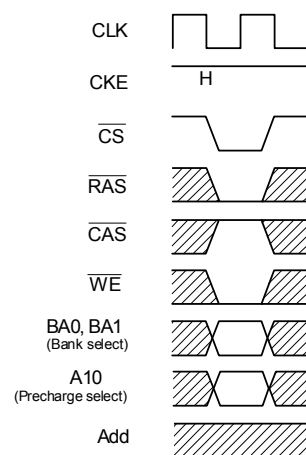 CLK
CKE
H
CS
RAS
CAS
WE
BA0, BA1
(Bank select)
A10
(Precharge select)
Add